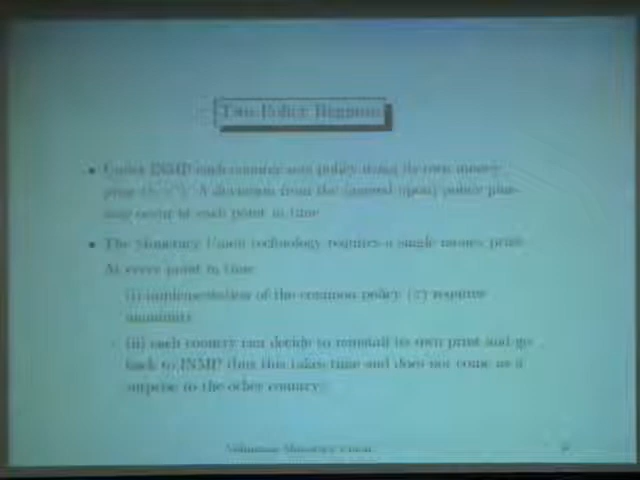 Two Policy Regimes
• Under INMP each country sets policy using its own money
A deviation from the (agreed upon) policy plan
may occur at each point in time
• The Monetary Union technology requires a single money print.
At every point in time
(i) implementation of the common policy requires
unanimity
(ii) each country can decide to reinstall its own print and go
back to INMP thus this takes time and does not come as a
surprise to the other country.
Voluntary Monetary Union